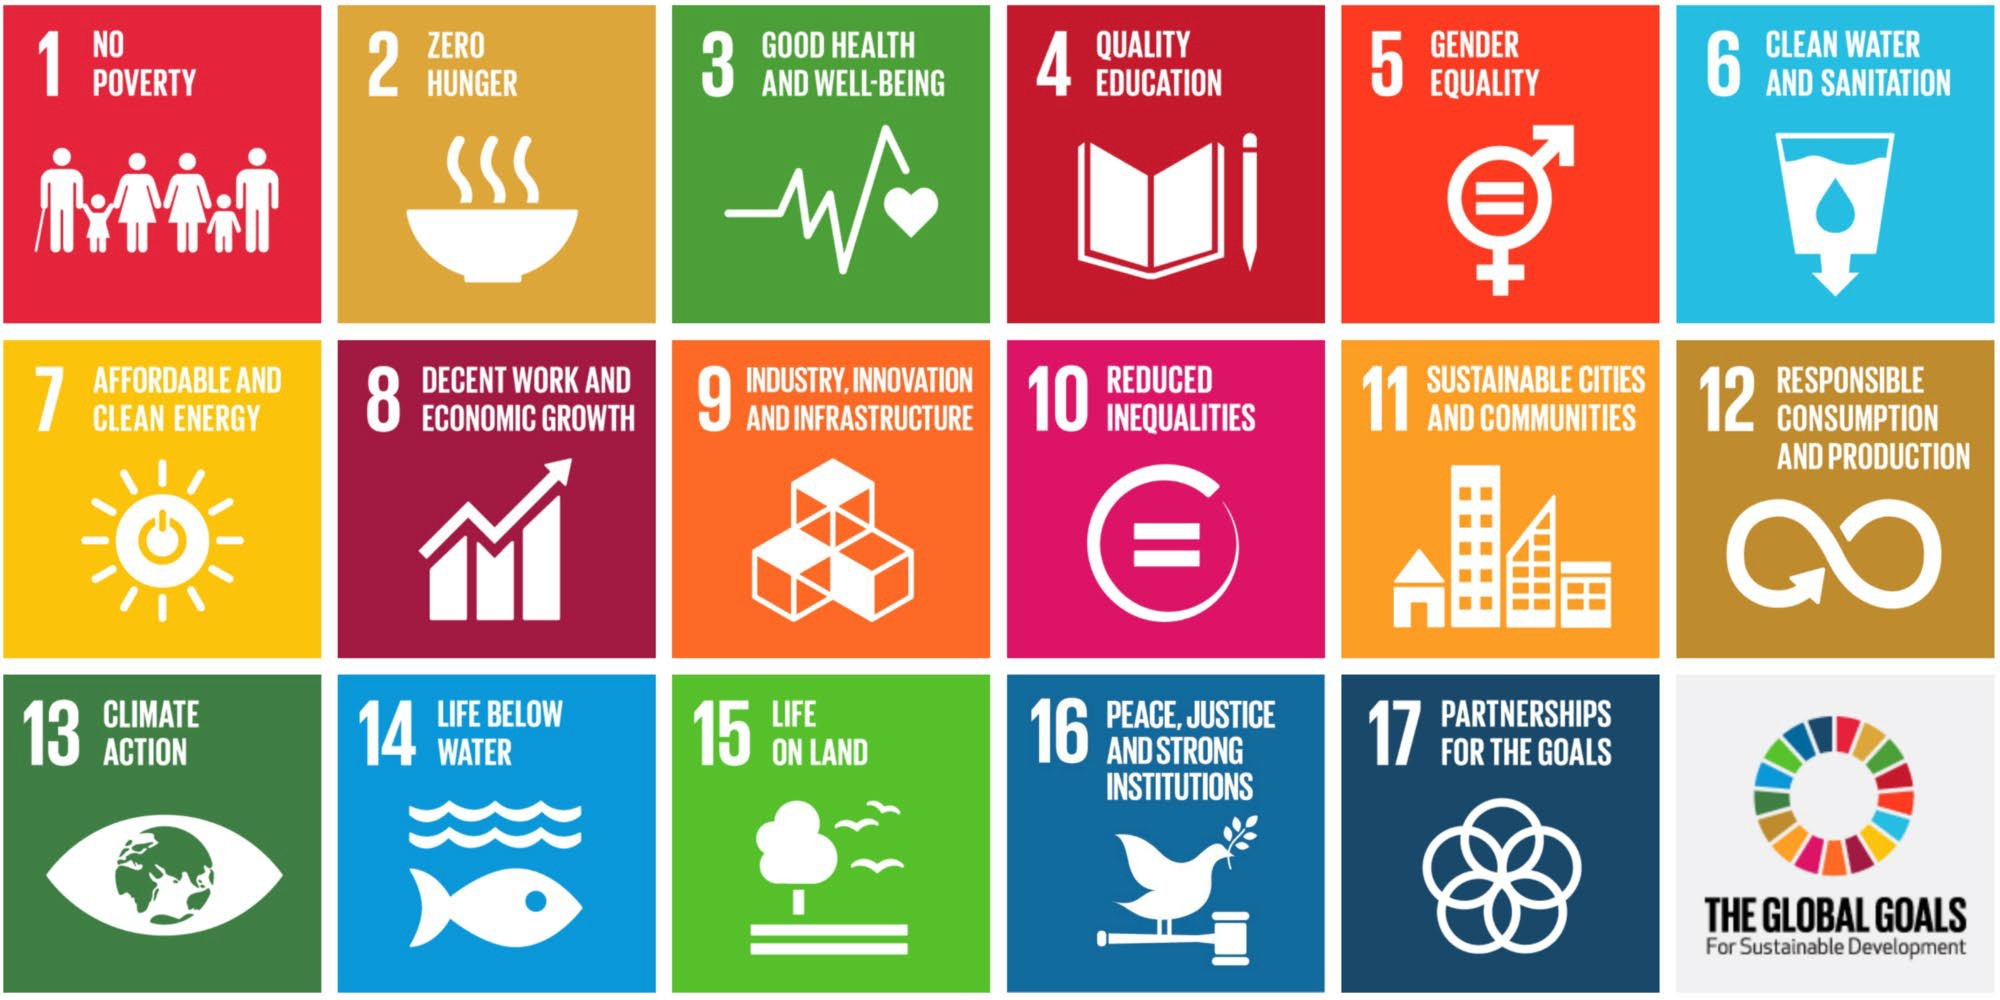 1 NO
POVERTY
2 ZERO
HUNGER
3 GOOD HEALTH
AND WELL-BEING
4 QUALITY
EDUCATION
5 GENDER
EQUALITY
6 CLEAN WATER
AND SANITATION
7 AFFORDABLE AND
CLEAN ENERGY
8 DECENT WORK AND
ECONOMIC GROWTH
9 INDUSTRY, INNOVATION
AND INFRASTRUCTURE
10 REDUCED
INEQUALITIES
11 SUSTAINABLE CITIES
AND COMMUNITIES
12 RESPONSIBLE
CONSUMPTION
AND PRODUCTION
13 CLIMATE
ACTION
14 LIFE BELOW
WATER
15 LIFE
ON LAND
16 PEACE, JUSTICE
AND STRONG
INSTITUTIONS
17 PARTNERSHIPS
FOR THE GOALS
THE GLOBAL GOALS
For Sustainable Development